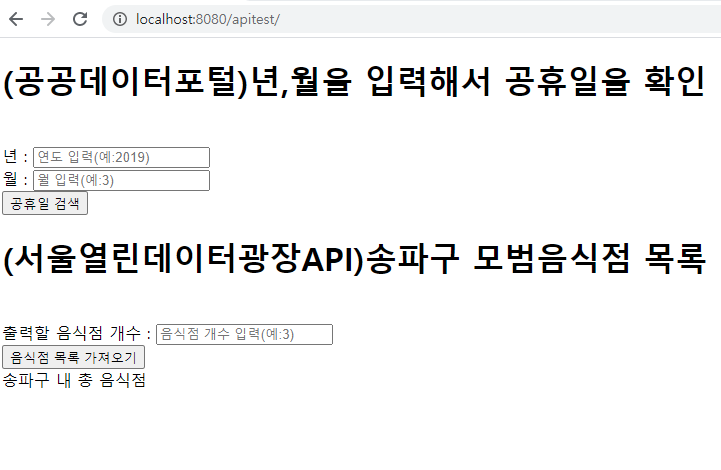 localhost:8080/apitest/
(공공데이터포털)년,월을 입력해서 공휴일을 확인
년 : 연도 입력(예:2019)
월 : 월 입력(예:3)
공휴일 검색
(서울열린데이터광장API)송파구 모범음식점 목록
출력할 음식점 개수 : 음식점 개수 입력(예:3)
음식점 목록 가져오기
송파구 내 총 음식점